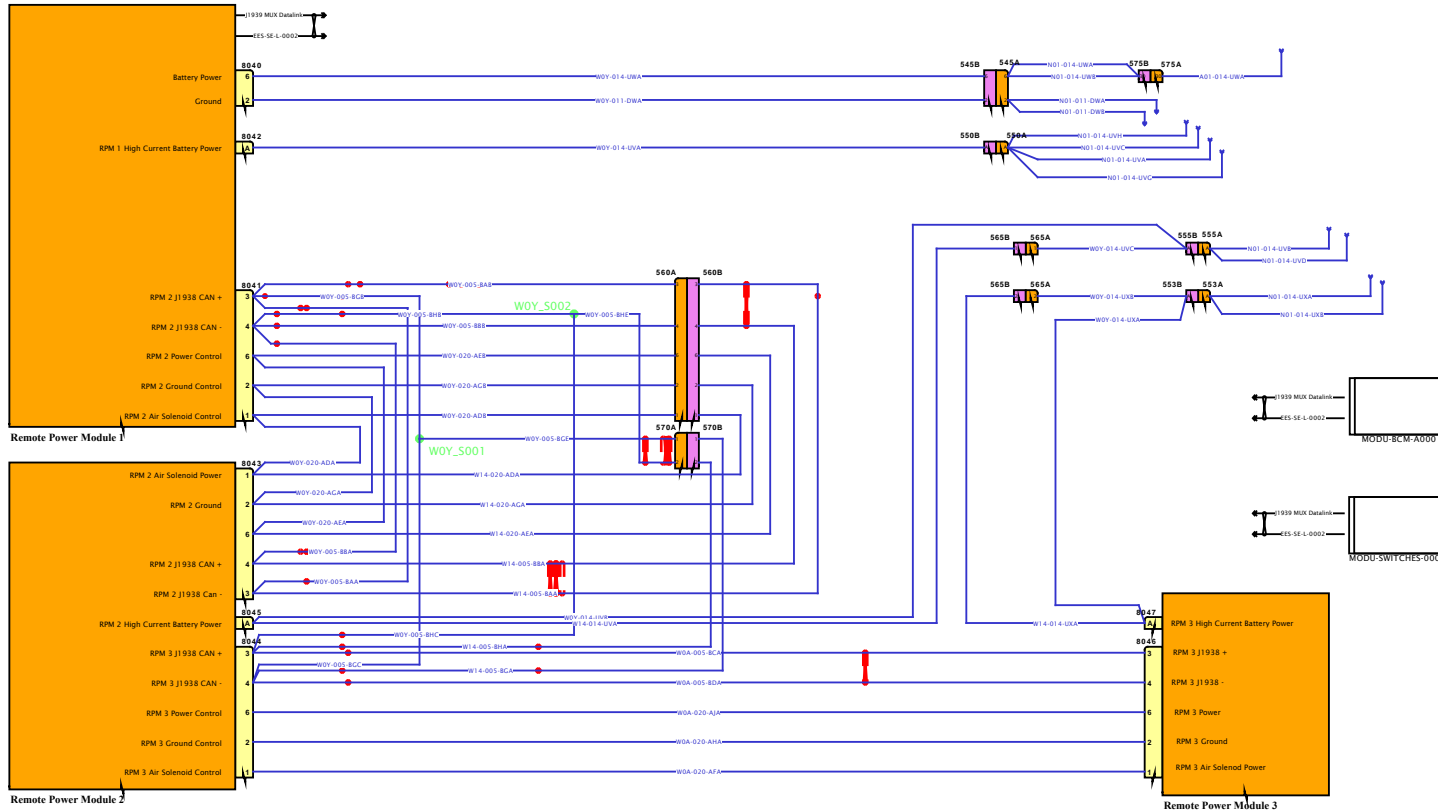 J1939 MUX Datalink
EES-SE-L-0002
8040
Battery Power
6
W0Y-014-UWA
545B
545A
N01-014-UWA
N01-014-UWB
575B
575A
A01-014-UWA
Ground
2
W0Y-011-DWA
N01-011-DWA
N01-011-DWB
8042
RPM 1 High Current Battery Power
A
W0Y-014-UVA
550B
550A
N01-014-UVH
N01-014-UVC
N01-014-UVA
N01-014-UVG
565B
565A
W0Y-014-UVC
555B
555A
N01-014-UVB
N01-014-UVD
565B
565A
W0Y-014-UXB
553B
553A
N01-014-UXA
N01-014-UXB
W0Y-014-UXA
8041
560A
560B
RPM 2 J1938 CAN +
3
W0Y-005-BAB
W0Y-005-BGB
W0Y_S002
RPM 2 J1938 CAN -
4
W0Y-005-BHB
W0Y-005-BHE
W0Y-005-BBB
RPM 2 Power Control
6
W0Y-020-AEB
RPM 2 Ground Control
2
W0Y-020-AGB
RPM 2 Air Solenoid Control
1
W0Y-020-ADB
Remote Power Module 1
570A
570B
W0Y-005-BGE
W0Y_S001
J1939 MUX Datalink
EES-SE-L-0002
MODU-BCM-A000
J1939 MUX Datalink
EES-SE-L-0002
MODU-SWITCHES-000
8043
W0Y-020-ADA
RPM 2 Air Solenoid Power
1
W14-020-ADA
W0Y-020-AGA
RPM 2 Ground
2
W14-020-AGA
W0Y-020-AEA
6
W14-020-AEA
W0Y-005-BBA
RPM 2 J1938 CAN +
4
W14-005-BBA
W0Y-005-BAA
RPM 2 J1938 Can -
3
W14-005-BAA
8045
W0Y-014-UVB
RPM 2 High Current Battery Power
A
W14-014-UVA
8044
W0Y-005-BHC
W14-005-BHA
RPM 3 J1938 CAN +
3
W0A-005-BCA
W0Y-005-BGC
W14-005-BGA
RPM 3 J1938 CAN -
4
W0A-005-BDA
RPM 3 Power Control
6
W0A-020-AJA
RPM 3 Ground Control
2
W0A-020-AHA
RPM 3 Air Solenoid Control
1
W0A-020-AFA
Remote Power Module 2
8047
W14-014-UXA
A
RPM 3 High Current Battery Power
8046
3
RPM 3 J1938 +
4
RPM 3 J1938 -
6
RPM 3 Power
2
RPM 3 Ground
1
RPM 3 Air Solenod Power
Remote Power Module 3